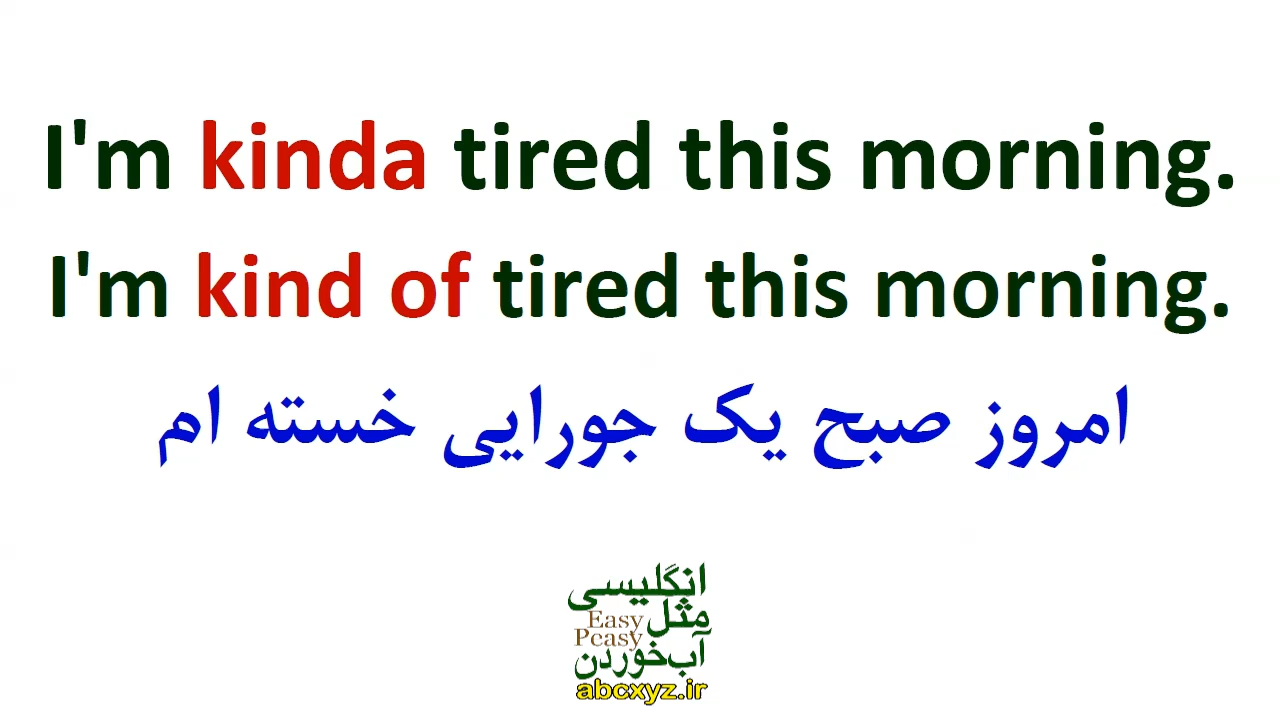 I'm kinda tired this morning.
I'm kind of tired this morning.
امروز صبح یک جورایی خسته ام
انگلیسی
مثل
Easy
Peasy
آب‌خوردن
abcxyz.ir